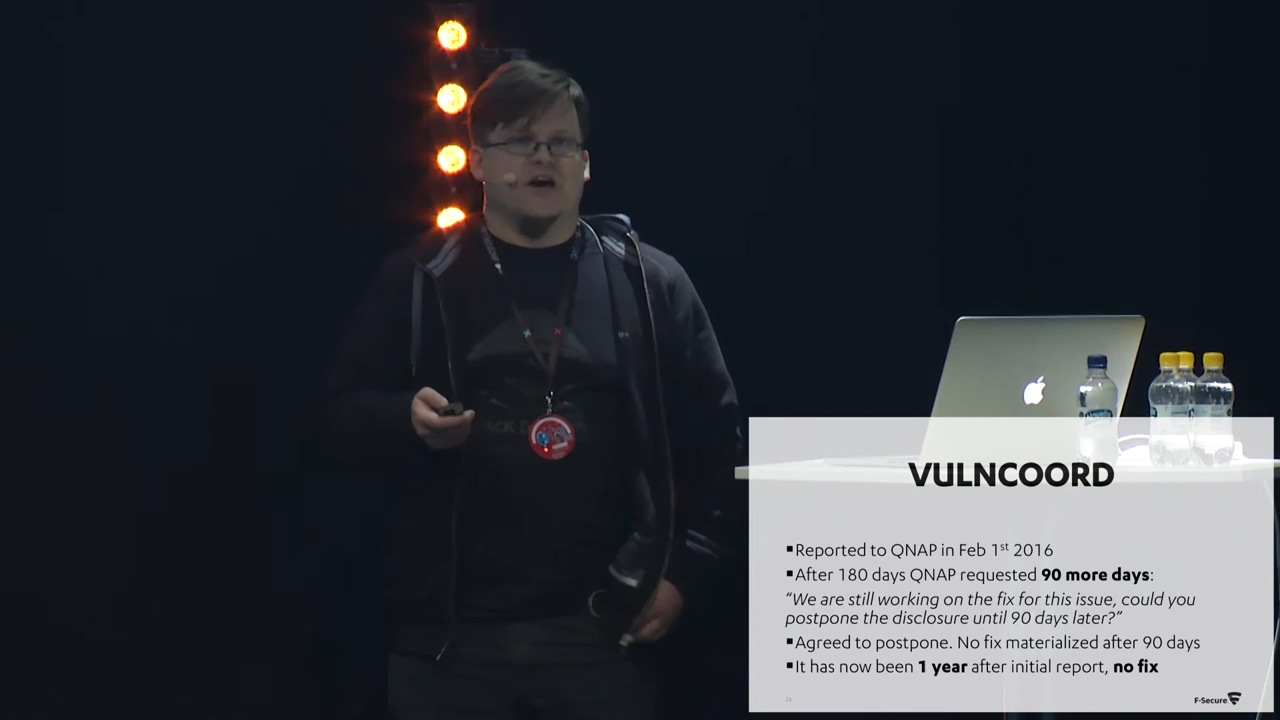 VULNCOORD
▪Reported to QNAP in Feb 1st 2016
▪After 180 days QNAP requested 90 more days:
“We are still working on the fix for this issue, could you
postpone the disclosure until 90 days later?”
▪Agreed to postpone. No fix materialized after 90 days
▪It has now been 1 year after initial report, no fix
F-Secure